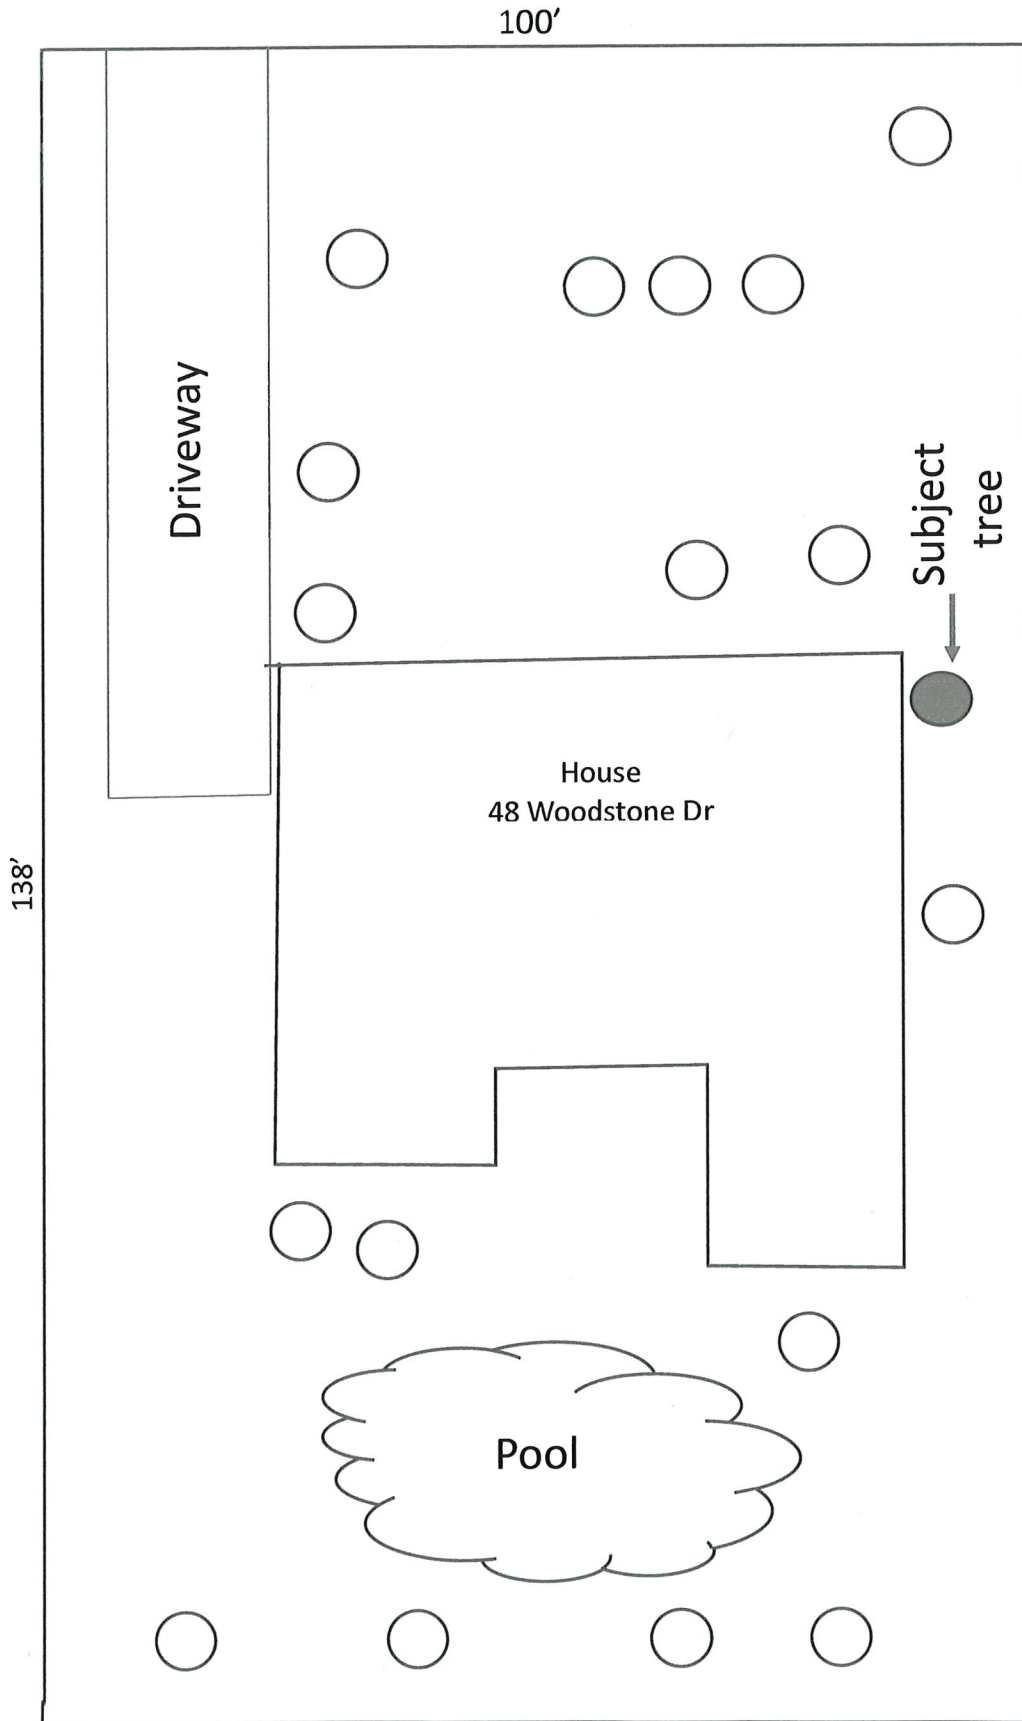 100′
Driveway
Subject
tree
House
48 Woodstone Dr
138′
Pool